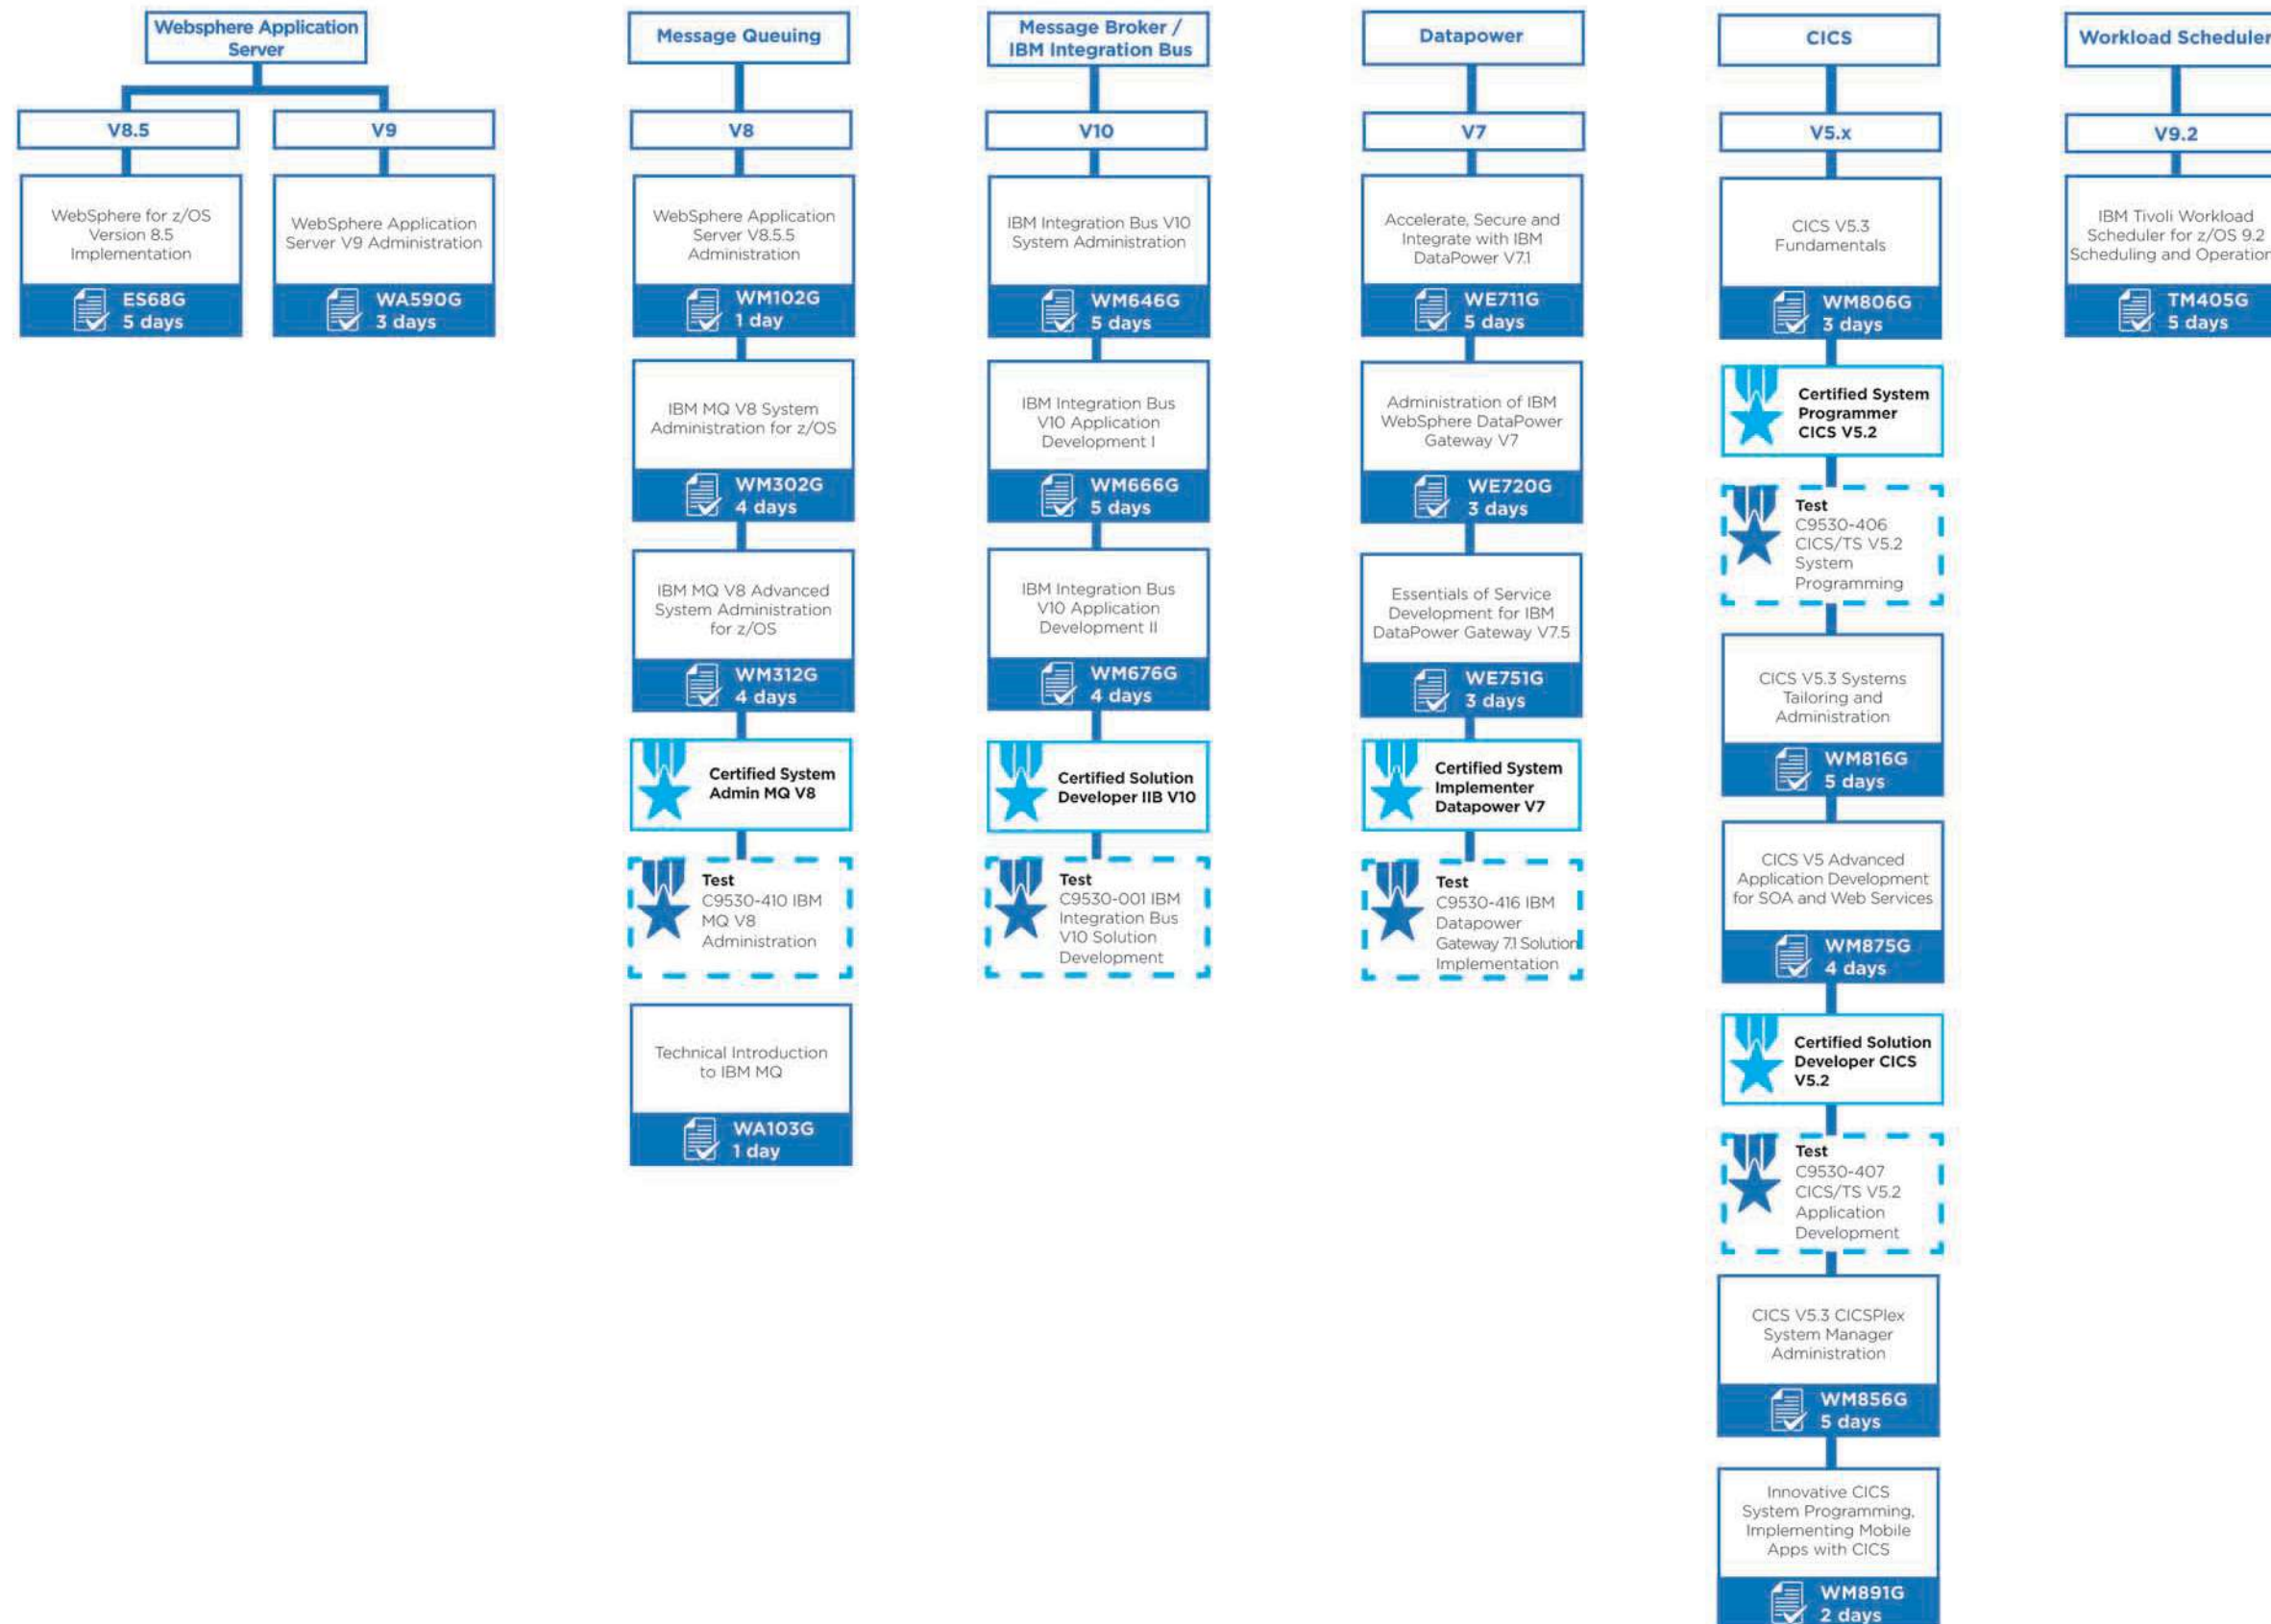 Websphere Application
Server
V8.5
WebSphere for z/OS
Version 8.5
Implementation
ES68G
5 days
V9
WebSphere Application
Server V9 Administration
WA590G
3 days
Message Queuing
V8
WebSphere Application
Server V8.5.5
Administration
WM102G
1 day
IBM MQ V8 System
Administration for z/OS
WM302G
4 days
IBM MQ V8 Advanced
System Administration
for z/OS
WM312G
4 days
Certified System
Admin MQ V8
Test
C9530-410 IBM
MQ V8
Administration
Technical Introduction
to IBM MQ
WA103G
1 day
Message Broker /
IBM Integration Bus
V10
IBM Integration Bus V10
System Administration
WM646G
5 days
IBM Integration Bus
V10 Application
Development I
WM666G
5 days
IBM Integration Bus
V10 Application
Development II
WM676G
4 days
Certified Solution
Developer IIB V10
Test
C9530-001 IBM
Integration Bus
V10 Solution
Development
Datapower
V7
Accelerate, Secure and
Integrate with IBM
DataPower V7.1
WE711G
5 days
Administration of IBM
WebSphere DataPower
Gateway V7
WE720G
3 days
Essentials of Service
Development for IBM
DataPower Gateway V7.5
WE751G
3 days
Certified System
Implementer
Datapower V7
Test
C9530-416 IBM
Datapower
Gateway 7.1 Solution
Implementation
CICS
V5.x
CICS V5.3
Fundamentals
WM806G
3 days
Certified System
Programmer
CICS V5.2
Test
C9530-406
CICS/TS V5.2
System
Programming
CICS V5.3 Systems
Tailoring and
Administration
WM816G
5 days
CICS V5 Advanced
Application Development
for SOA and Web Services
WM875G
4 days
Certified Solution
Developer CICS
V5.2
Test
C9530-407
CICS/TS V5.2
Application
Development
CICS V5.3 CICSPlex
System Manager
Administration
WM856G
5 days
Innovative CICS
System Programming,
Implementing Mobile
Apps with CICS
WM891G
2 days
Workload Scheduler
V9.2
IBM Tivoli Workload
Scheduler for z/OS 9.2
Scheduling and Operation
TM405G
5 days